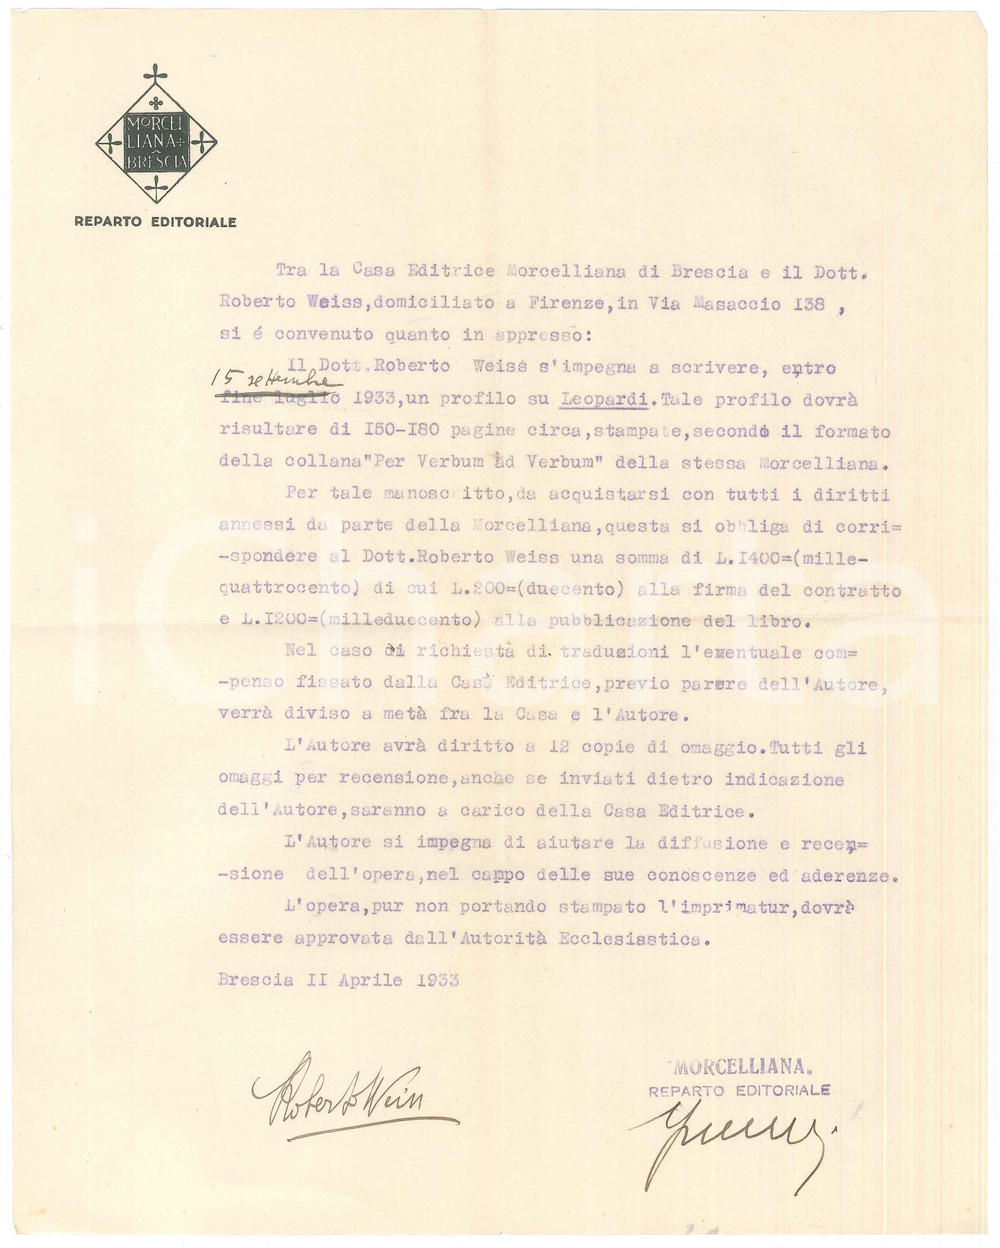 MORCEL
LIANA
BRESCIA
REPARTO EDITORIALE
Tra la Casa Editrice Morcelliana di Brescia e il Dott.
Roberto Weiss,domiciliato a Firenze,in Via Masaccio I38 ,
si é convenuto quanto in appresso:
Il Dott.Roberto Weiss s'impegna a scrivere, entro
15 settembre
fine luglio 1933,un profilo su Leopardi.Tale profilo dovrà
risultare di I50-I80 pagine circa,stampate,secondo il formato
della collana"Per Verbum ad Verbum" della stessa Morcelliana.
Per tale manoscritto,da acquistarsi con tutti i diritti
annessi da parte della Morcelliana,questa si obbliga di corri=
-spondere al Dott.Roberto Weiss una somma di L.I400=(mille-
quattrocento) di cui L.200=(duecento) alla firma del contratto
e L.I200=(milleduecento) alla pubblicazione del libro.
Nel caso di richiestà di traduzioni l'eventuale com=
-penso fissato dalla Casa Editrice,previo parere dell'Autore,
verrà diviso a metà fra la Casa e l'Autore.
L'Autore avrà diritto a 12 copie di omaggio.Tutti gli
omaggi per recensione,anche se inviati dietro indicazione
dell'Autore,saranno a carico della Casa Editrice.
L'Autore si impegna di aiutare la diffusione e recen=
-sione dell'opera,nel campo delle sue conoscenze ed aderenze.
L'opera,pur non portando stampato l'imprimatur,dovrà
essere approvata dall'Autorità Ecclesiastica.
Brescia II Aprile 1933
"MORCELLIANA"
REPARTO EDITORIALE
Roberto Weiss